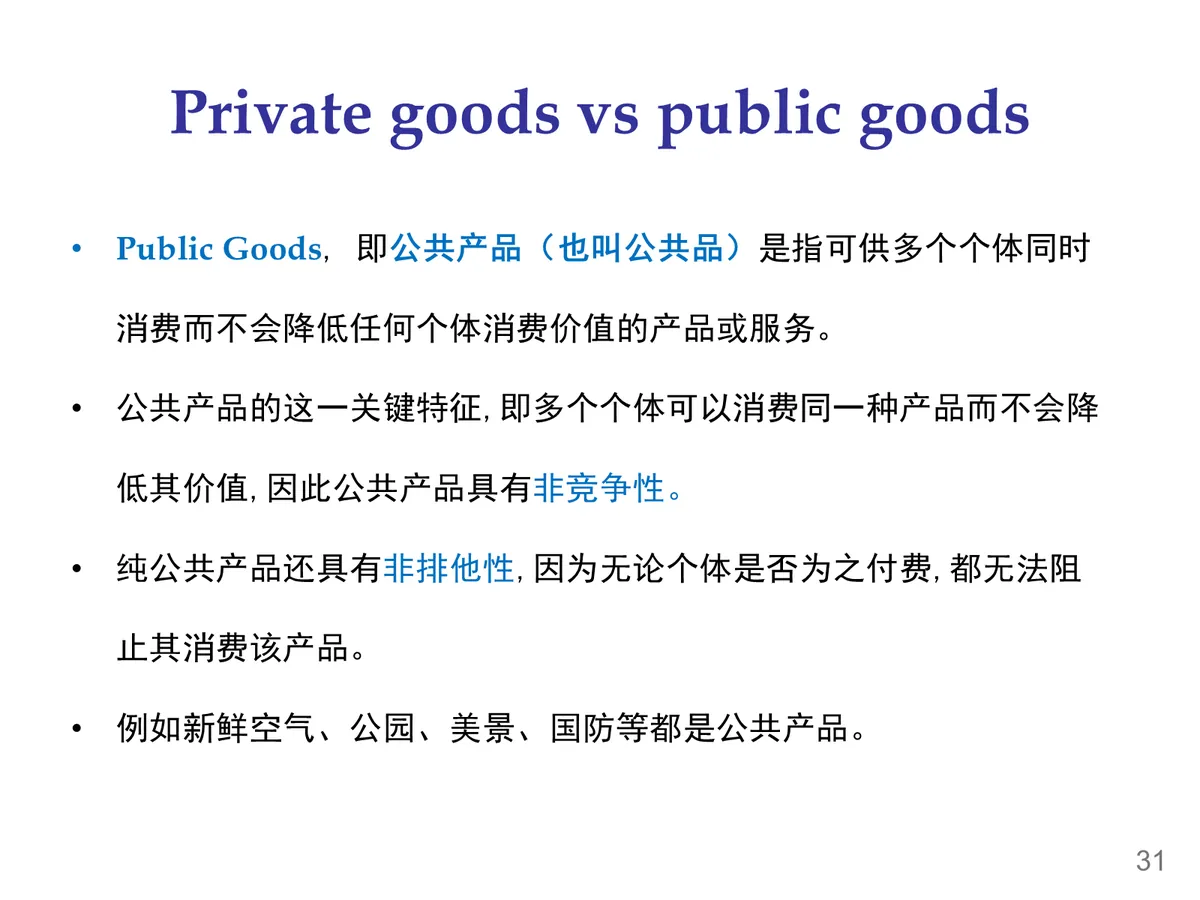 Private goods vs public goods
• Public Goods, 即公共产品（也叫公共品）是指可供多个个体同时
消费而不会降低任何个体消费价值的产品或服务。
• 公共产品的这一关键特征, 即多个个体可以消费同一种产品而不会降
低其价值, 因此公共产品具有非竞争性。
• 纯公共产品还具有非排他性, 因为无论个体是否为之付费, 都无法阻
止其消费该产品。
• 例如新鲜空气、公园、美景、国防等都是公共产品。
31